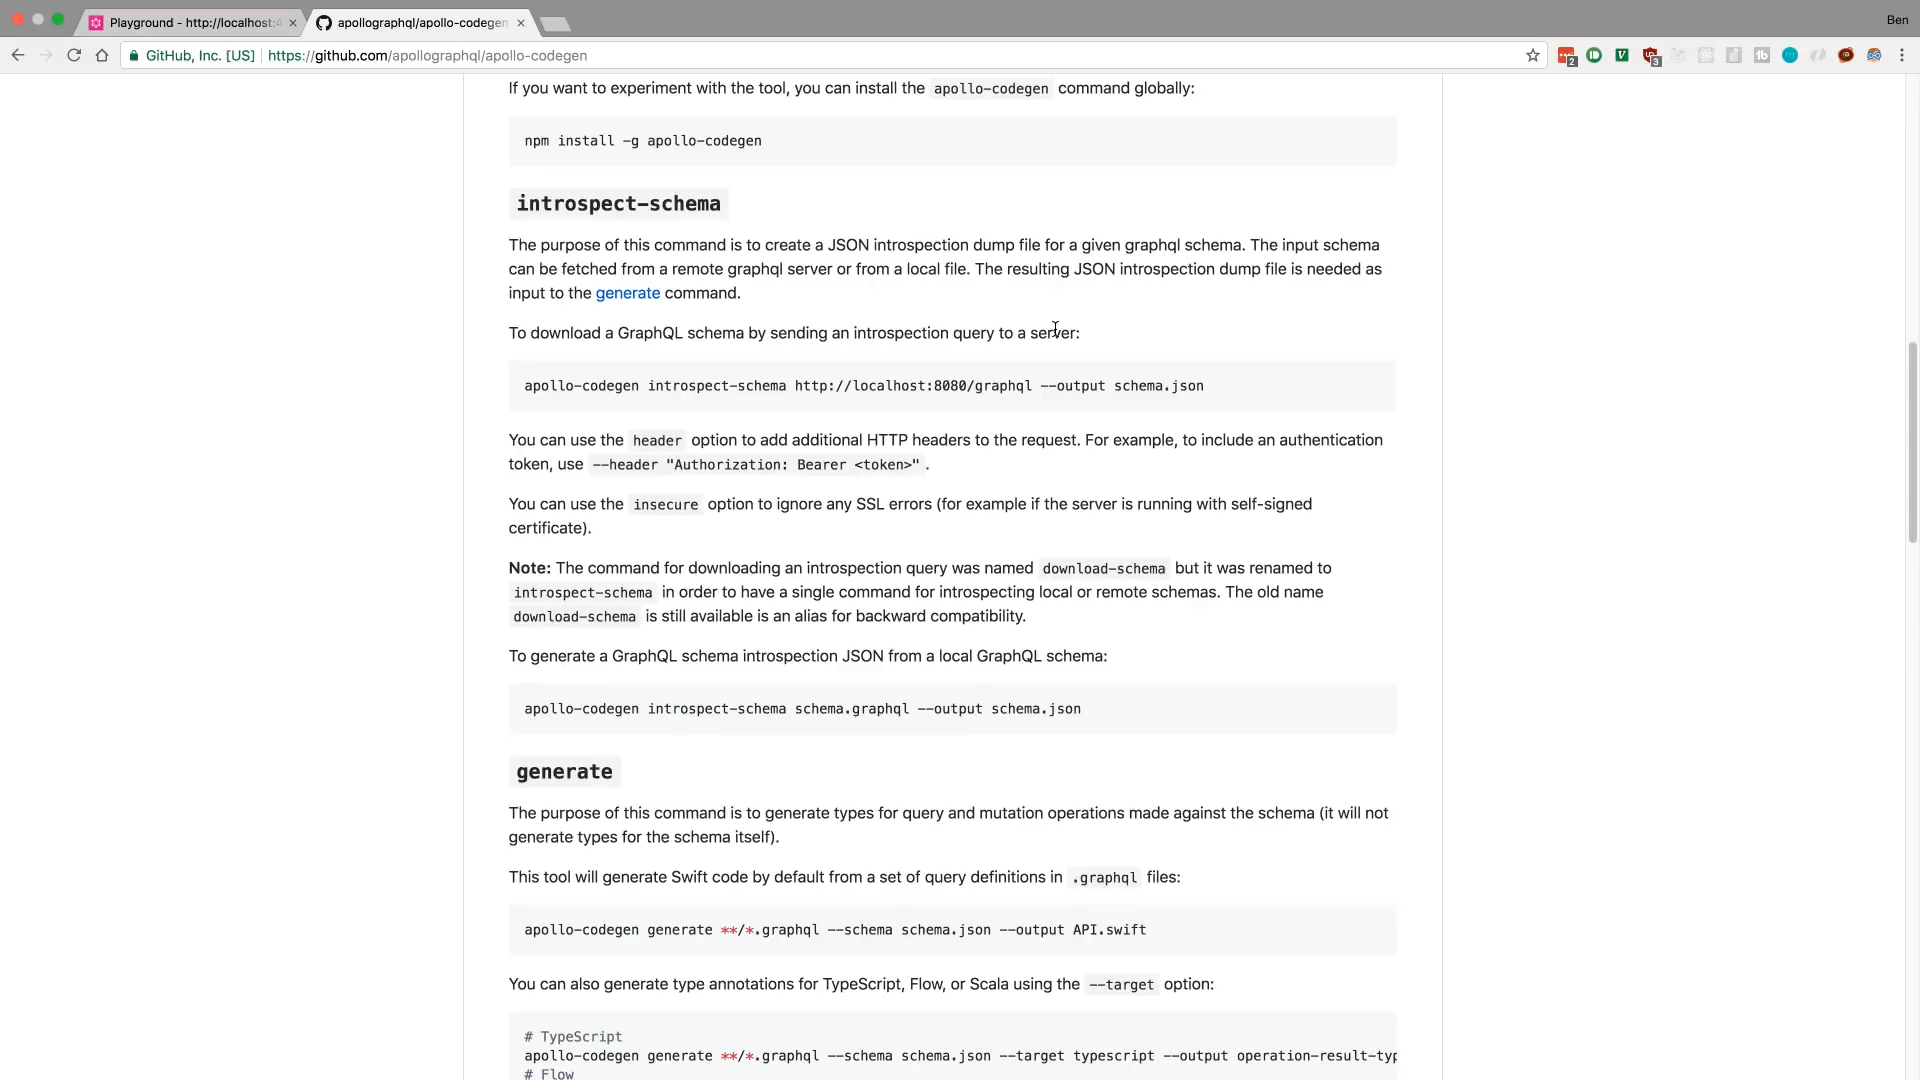 Playground - http://localhost:4
apollographql/apollo-codegen
Ben
GitHub, Inc. [US]
https://github.com/apollographql/apollo-codegen
2
3
If you want to experiment with the tool, you can install the apollo-codegen command globally:
npm install -g apollo-codegen
introspect-schema
The purpose of this command is to create a JSON introspection dump file for a given graphql schema. The input schema
can be fetched from a remote graphql server or from a local file. The resulting JSON introspection dump file is needed as
input to the generate command.
To download a GraphQL schema by sending an introspection query to a server:
apollo-codegen introspect-schema http://localhost:8080/graphql --output schema.json
You can use the header option to add additional HTTP headers to the request. For example, to include an authentication
token, use --header "Authorization: Bearer <token>" .
You can use the insecure option to ignore any SSL errors (for example if the server is running with self-signed
certificate).
Note: The command for downloading an introspection query was named download-schema but it was renamed to
introspect-schema in order to have a single command for introspecting local or remote schemas. The old name
download-schema is still available is an alias for backward compatibility.
To generate a GraphQL schema introspection JSON from a local GraphQL schema:
apollo-codegen introspect-schema schema.graphql --output schema.json
generate
The purpose of this command is to generate types for query and mutation operations made against the schema (it will not
generate types for the schema itself).
This tool will generate Swift code by default from a set of query definitions in .graphql files:
apollo-codegen generate **/*.graphql --schema schema.json --output API.swift
You can also generate type annotations for TypeScript, Flow, or Scala using the --target option:
# TypeScript
apollo-codegen generate **/*.graphql --schema schema.json --target typescript --output operation-result-typ
# Flow